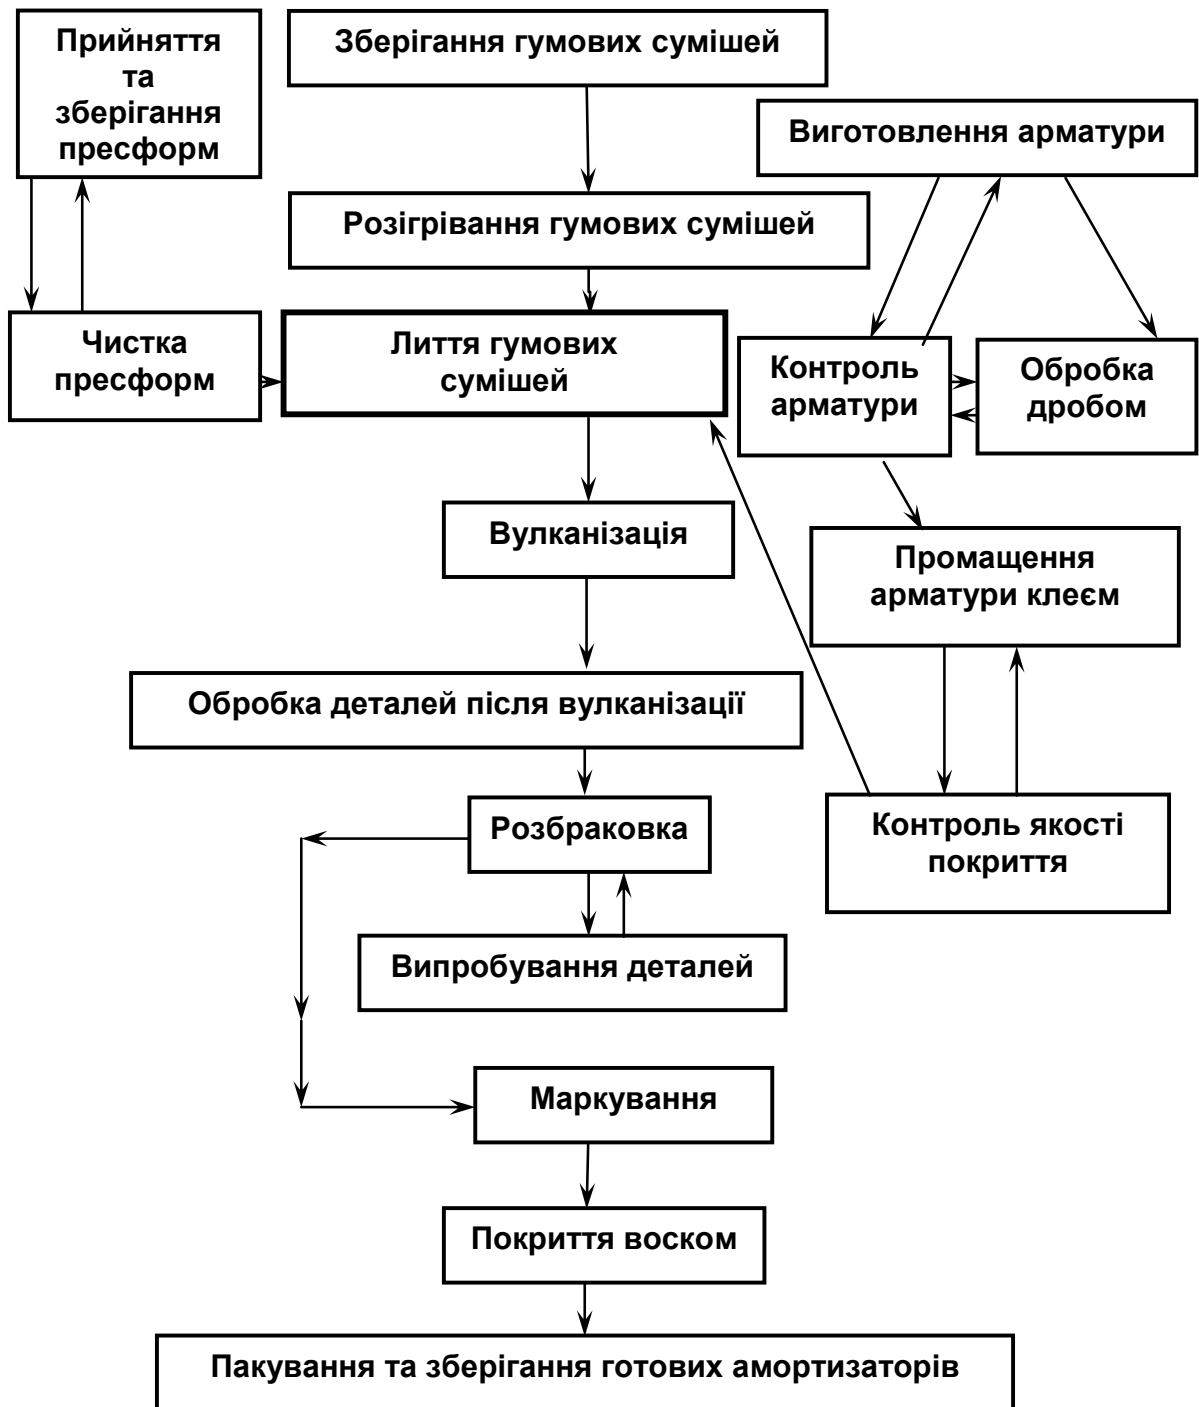 Прийняття
та
зберігання
пресформ
Зберігання гумових сумішей
Виготовлення арматури
Розігрівання гумових сумішей
Чистка
пресформ
Лиття гумових
сумішей
Контроль
арматури
Обробка
дробом
Вулканізація
Промащення
арматури клеєм
Обробка деталей після вулканізації
Розбраковка
Контроль якості
покриття
Випробування деталей
Маркування
Покриття воском
Пакування та зберігання готових амортизаторів